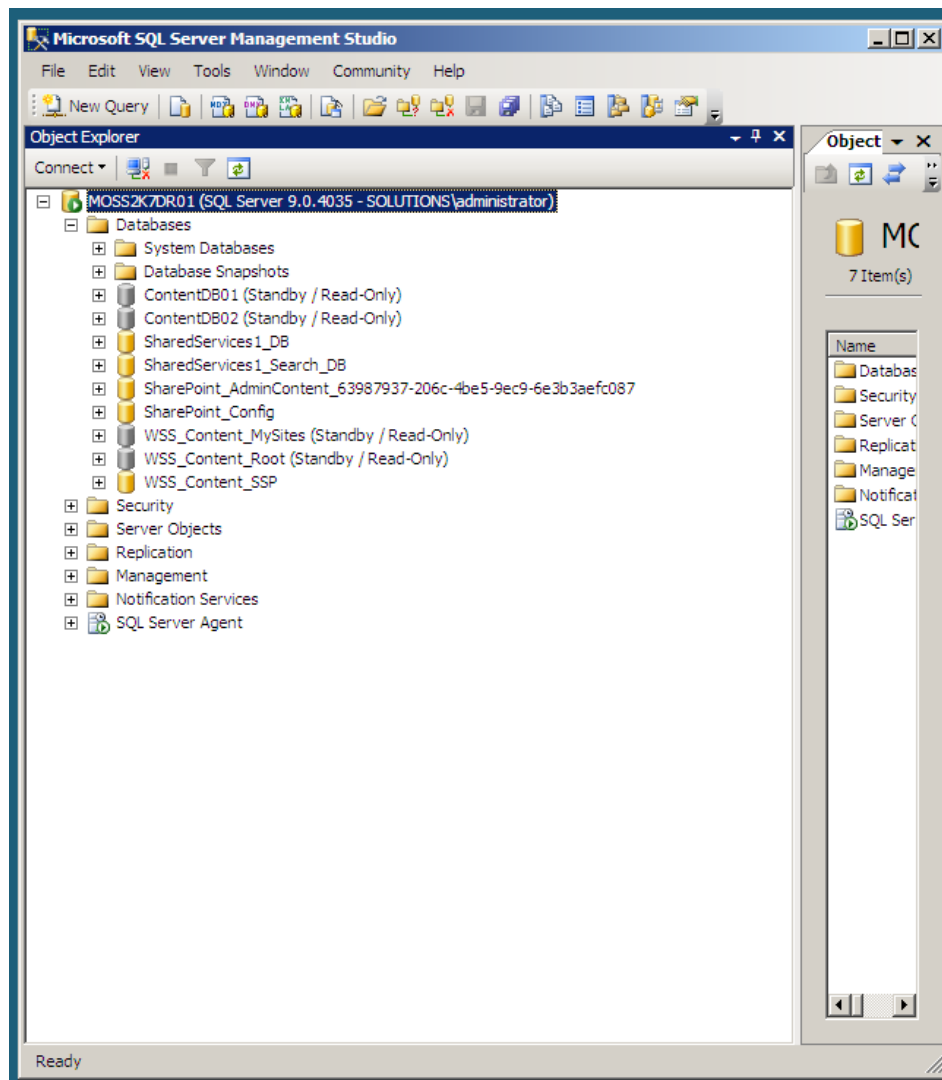 Microsoft SQL Server Management Studio
File Edit View Tools Window Community Help
New Query
Object Explorer
Connect
MOSS2K7DR01 (SQL Server 9.0.4035 - SOLUTIONS\administrator)
Databases
System Databases
Database Snapshots
ContentDB01 (Standby / Read-Only)
ContentDB02 (Standby / Read-Only)
SharedServices1_DB
SharedServices1_Search_DB
SharePoint_AdminContent_63987937-206c-4be5-9ec9-6e3b3aefc087
SharePoint_Config
WSS_Content_MySites (Standby / Read-Only)
WSS_Content_Root (Standby / Read-Only)
WSS_Content_SSP
Security
Server Objects
Replication
Management
Notification Services
SQL Server Agent
Object
MC
7 Item(s)
Name
Databas
Security
Server C
Replicat
Manage
Notificat
SQL Ser
Ready